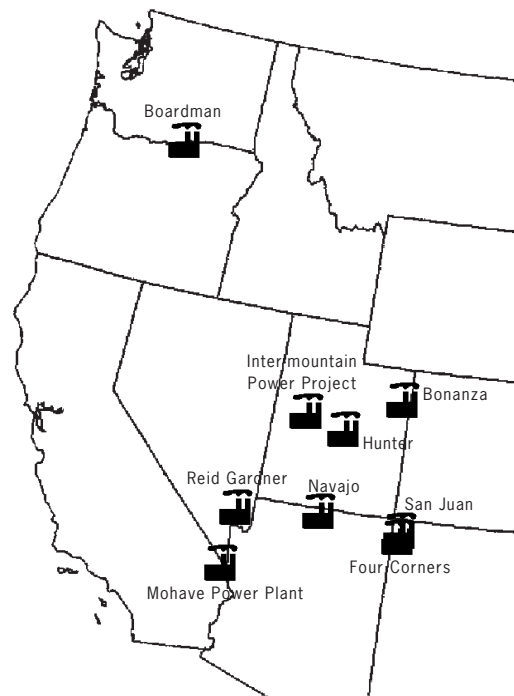 Boardman
Intermountain
Power Project
Bonanza
Hunter
Reid Gardner
Navajo
San Juan
Four Corners
Mohave Power Plant